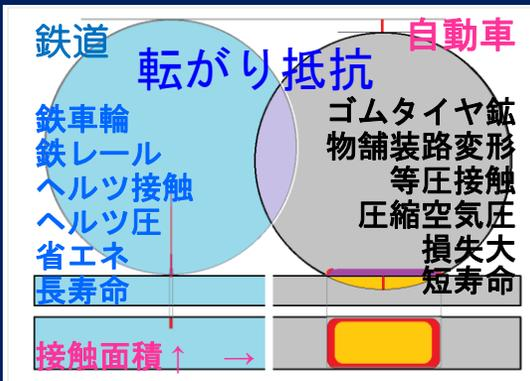 鉄道
自動車
転がり抵抗
鉄車輪
鉄レール
ヘルツ接触
ヘルツ圧
省エネ
長寿命
ゴムタイヤ鉱
物舗装路変形
等圧接触
圧縮空気圧
損失大
短寿命
接触面積↑ →